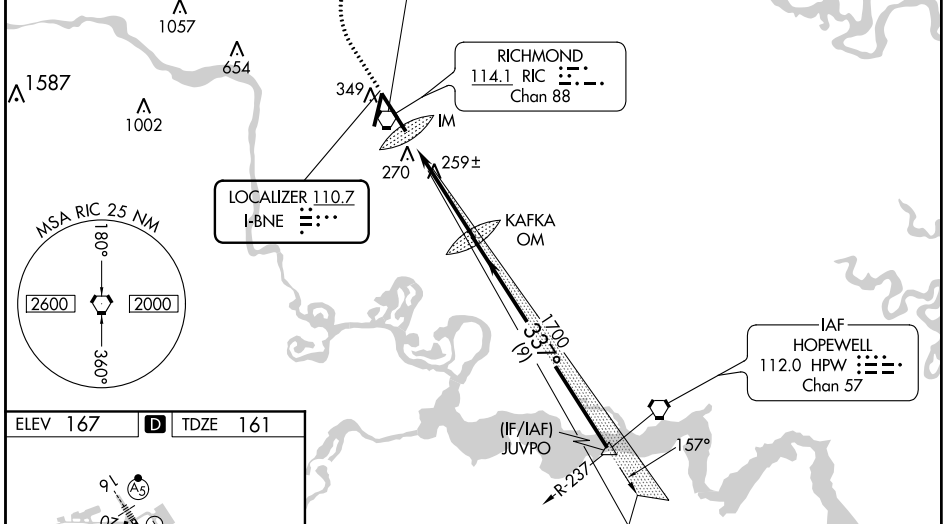 1057
654
1587
1002
349
RICHMOND
114.1 RIC
Chan 88
IM
270
259±
LOCALIZER 110.7
I-BNE
KAFKA
OM
MSA RIC 25 NM
180°
2600
2000
360°
1700
337°
(9)
IAF
HOPEWELL
112.0 HPW
Chan 57
(IF/IAF)
JUVPO
157°
R-237
ELEV 167
D
TDZE 161
16
A5
20